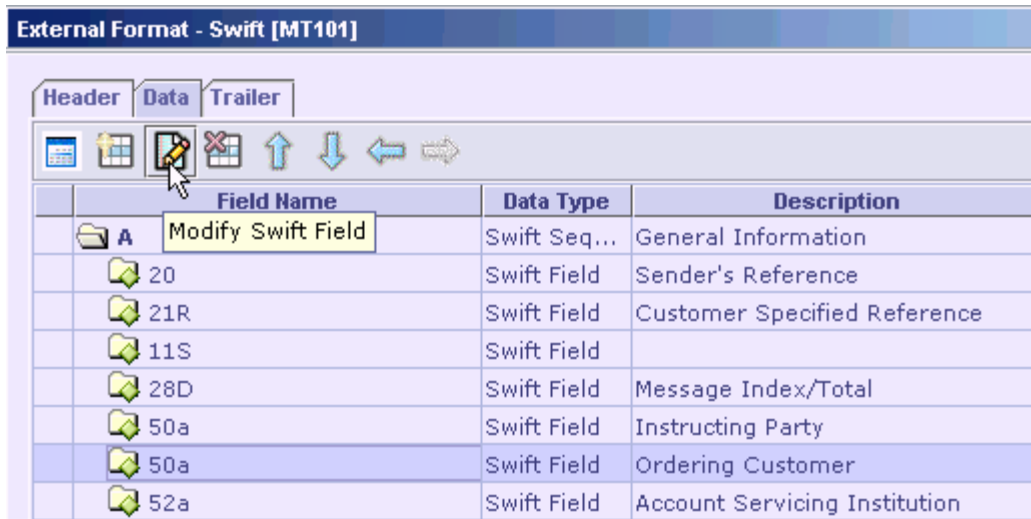 External Format - Swift [MT101]
Header Data Trailer
Field Name Data Type Description
Modify Swift Field
A Swift Seq... General Information
20 Swift Field Sender's Reference
21R Swift Field Customer Specified Reference
11S Swift Field
28D Swift Field Message Index/Total
50a Swift Field Instructing Party
50a Swift Field Ordering Customer
52a Swift Field Account Servicing Institution